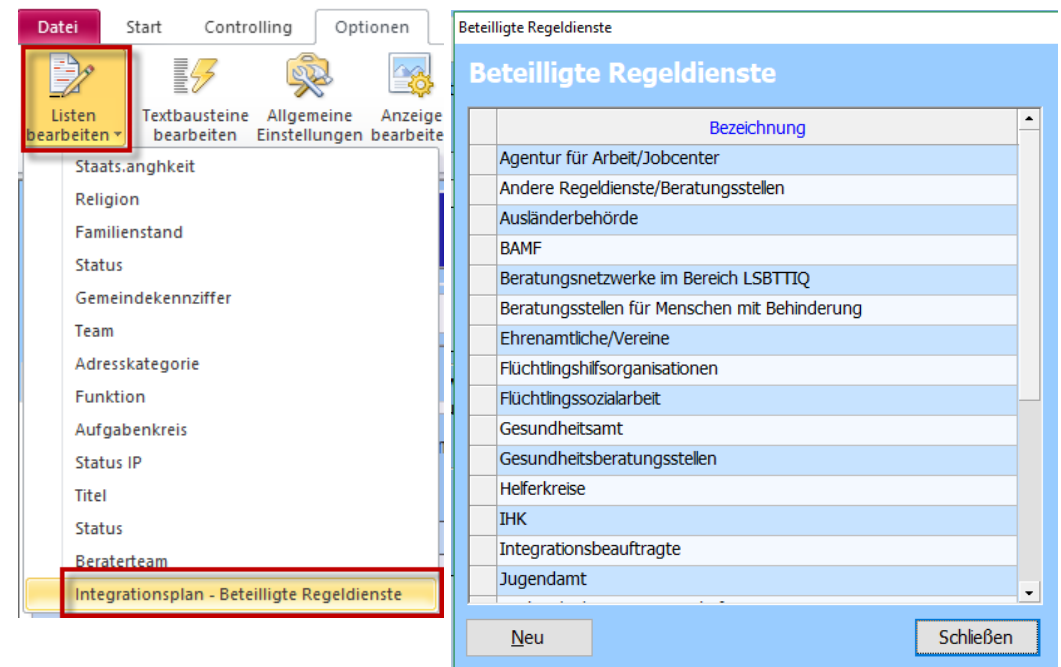 Datei Start Controlling Optionen
Listen bearbeiten
Textbausteine bearbeiten
Allgemeine Einstellungen
Anzeige bearbeite
Staats.anghkeit
Religion
Familienstand
Status
Gemeindekennziffer
Team
Adresskategorie
Funktion
Aufgabenkreis
Status IP
Titel
Status
Beraterteam
Integrationsplan - Beteilligte Regeldienste
Beteilligte Regeldienste
Beteilligte Regeldienste
Bezeichnung
Agentur für Arbeit/Jobcenter
Andere Regeldienste/Beratungsstellen
Ausländerbehörde
BAMF
Beratungsnetzwerke im Bereich LSBTTIQ
Beratungsstellen für Menschen mit Behinderung
Ehrenamtliche/Vereine
Flüchtlingshilfsorganisationen
Flüchtlingssozialarbeit
Gesundheitsamt
Gesundheitsberatungsstellen
Helferkreise
IHK
Integrationsbeauftragte
Jugendamt
Neu
Schließen